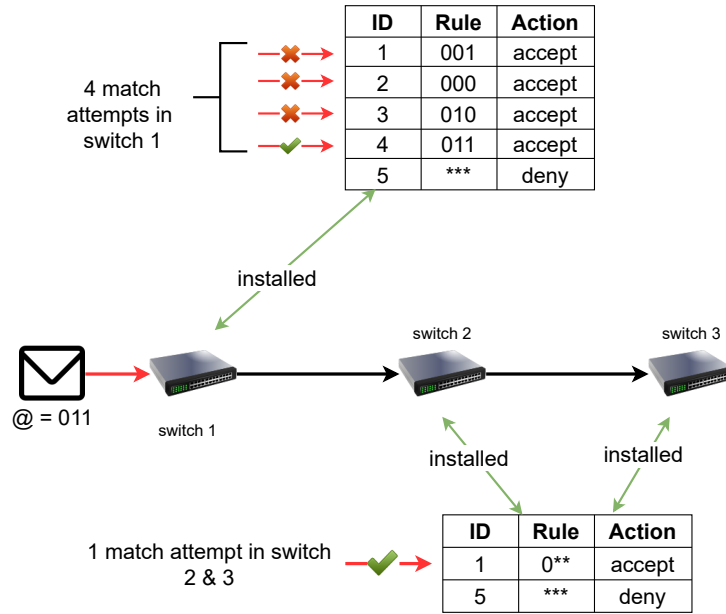 ID Rule Action
1 001 accept
2 000 accept
3 010 accept
4 011 accept
5 *** deny
4 match
attempts in
switch 1
installed
switch 2
switch 3
@ = 011
switch 1
installed
installed
ID Rule Action
1 0** accept
5 *** deny
1 match attempt in switch
2 & 3